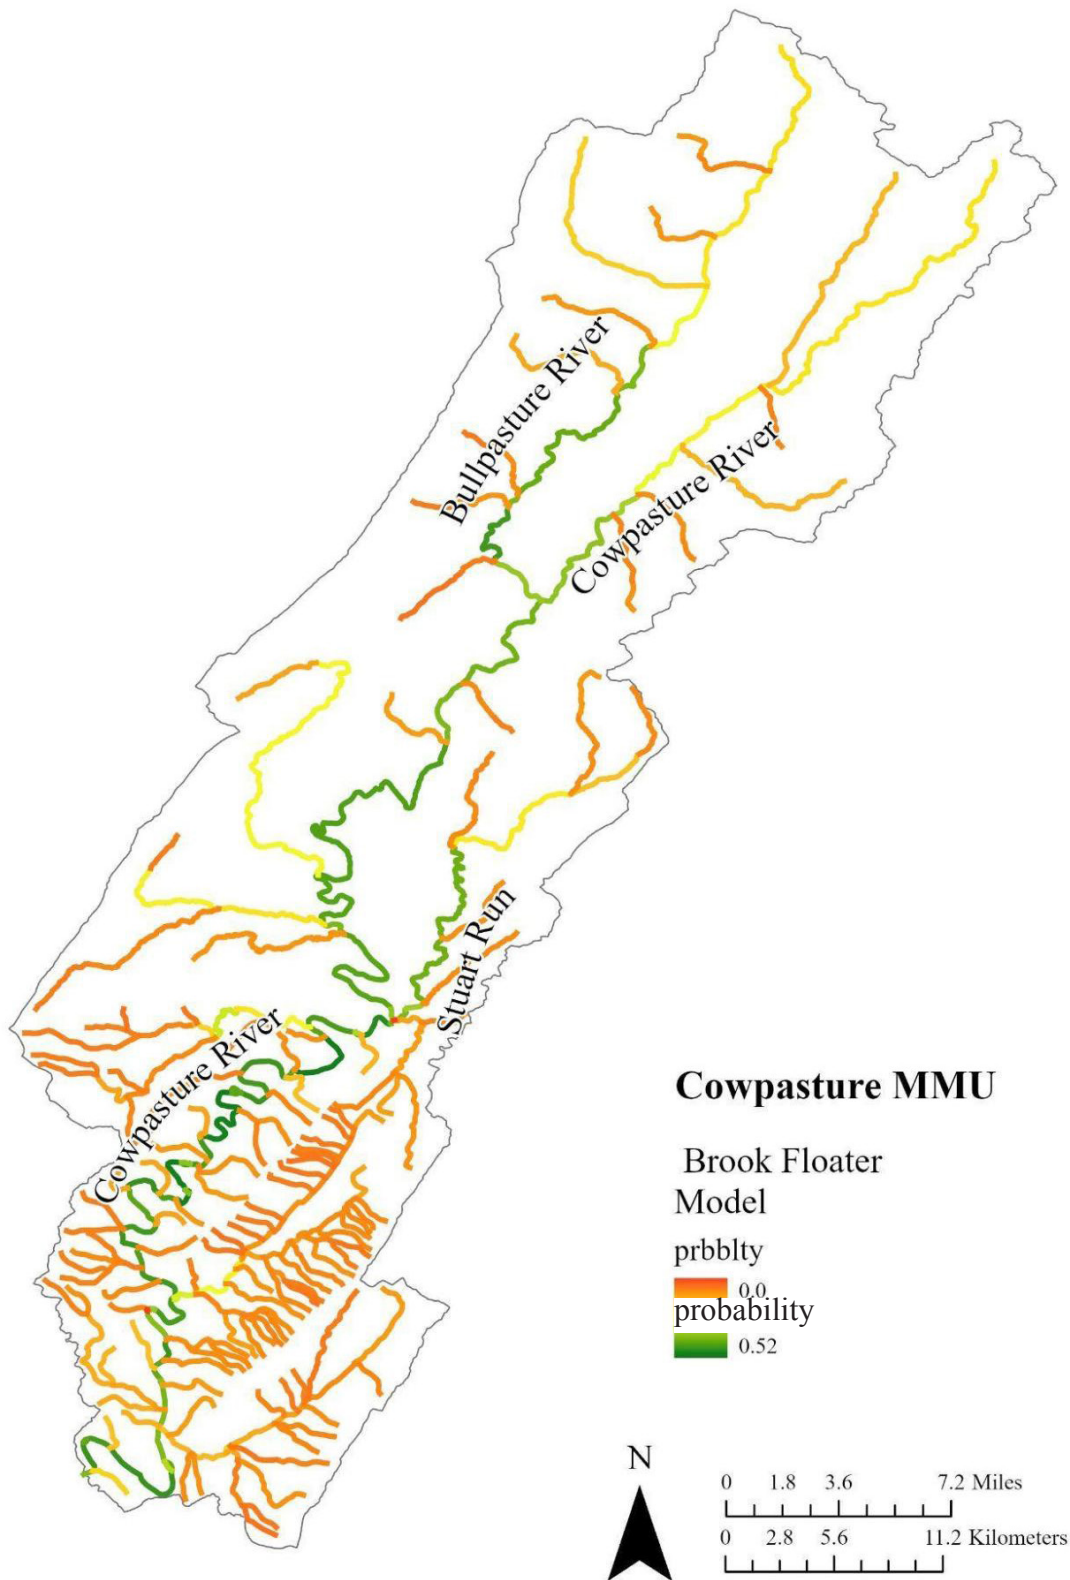 Bullpasture River
Cowpasture River
Stuart Run
Cowpasture River
Cowpasture MMU
Brook Floater
Model
prbblty
0.0
probability
0.52
N
0 1.8 3.6 7.2 Miles
0 2.8 5.6 11.2 Kilometers